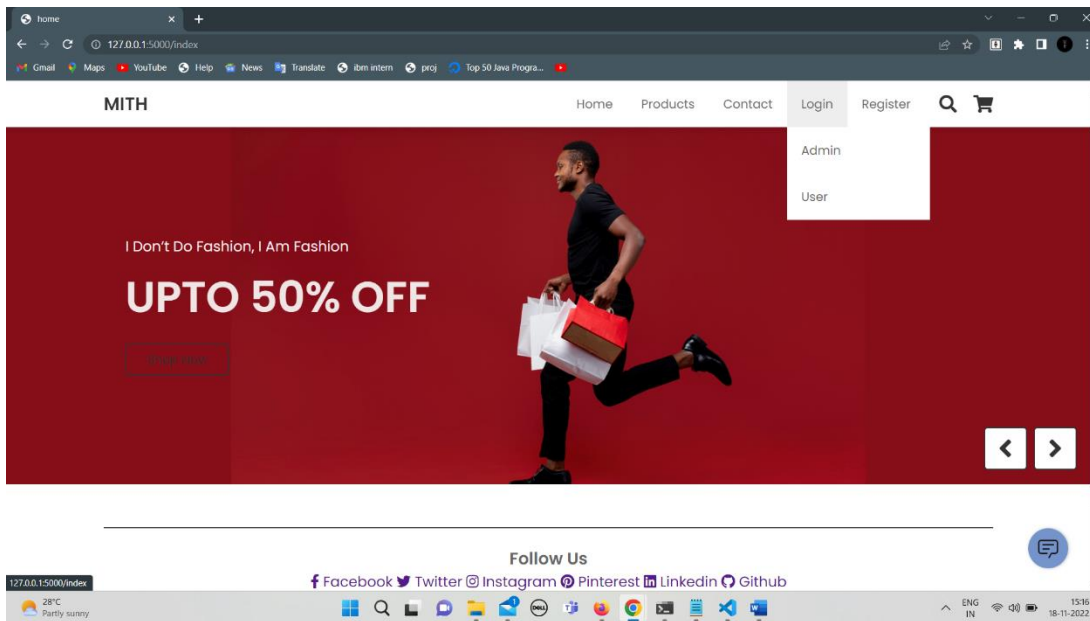 home
127.0.0.1:5000/index
Gmail Maps YouTube Help News Translate ibm intern proj Top 50 Java Progra...
MITH
Home Products Contact Login Register
Admin
User
I Don't Do Fashion, I Am Fashion
UPTO 50% OFF
Shop Now
Follow Us
Facebook Twitter Instagram Pinterest Linkedin Github
127.0.0.1:5000/index
28°C
Partly sunny
ENG
IN
15:16
18-11-2022